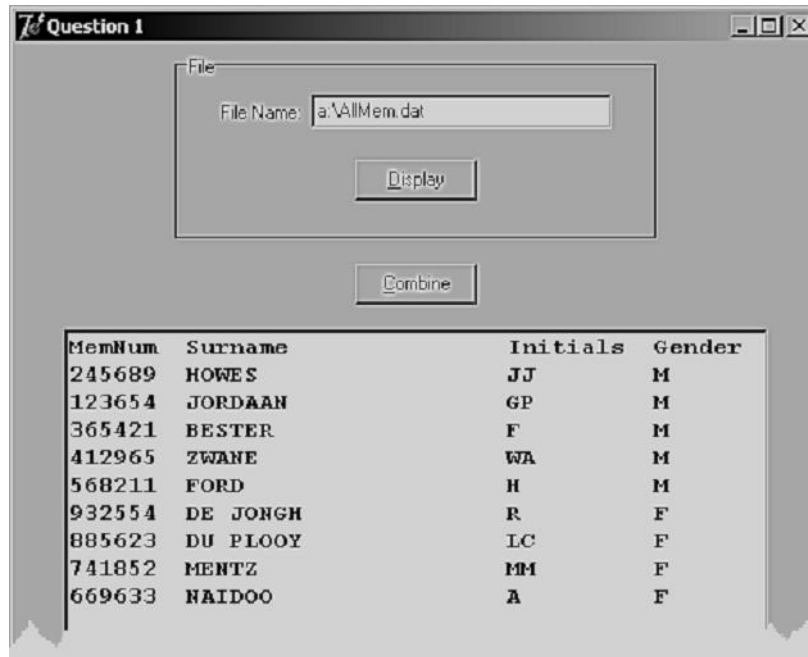 Question 1
File
File Name: a:\AllMem.dat
Display
Combine
MemNum Surname Initials Gender
245689 HOWES JJ M
123654 JORDAAN GP M
365421 BESTER F M
412965 ZWANE WA M
568211 FORD H M
932554 DE JONGH R F
885623 DU PLOOY LC F
741852 MENTZ MM F
669633 NAIDOO A F